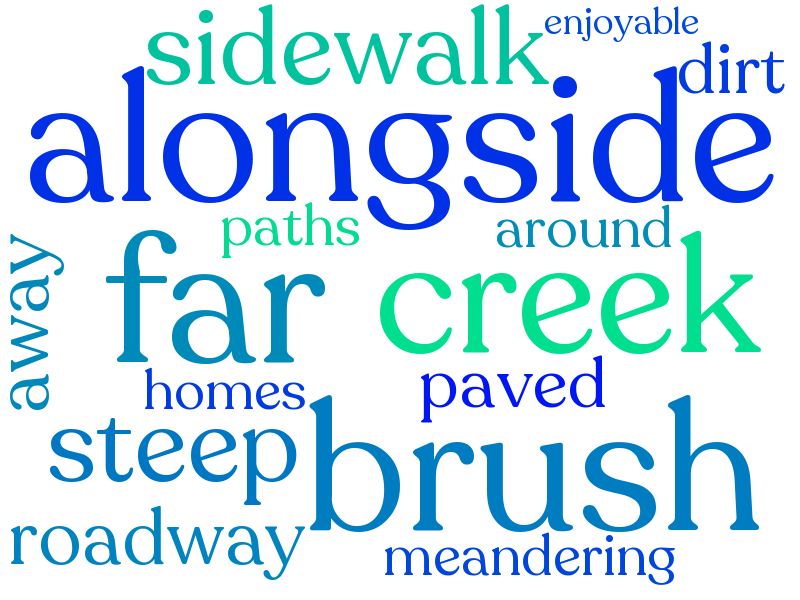 enjoyable
sidewalk
dirt
alongside
paths
around
away
far
creek
homes
paved
steep
brush
roadway
meandering